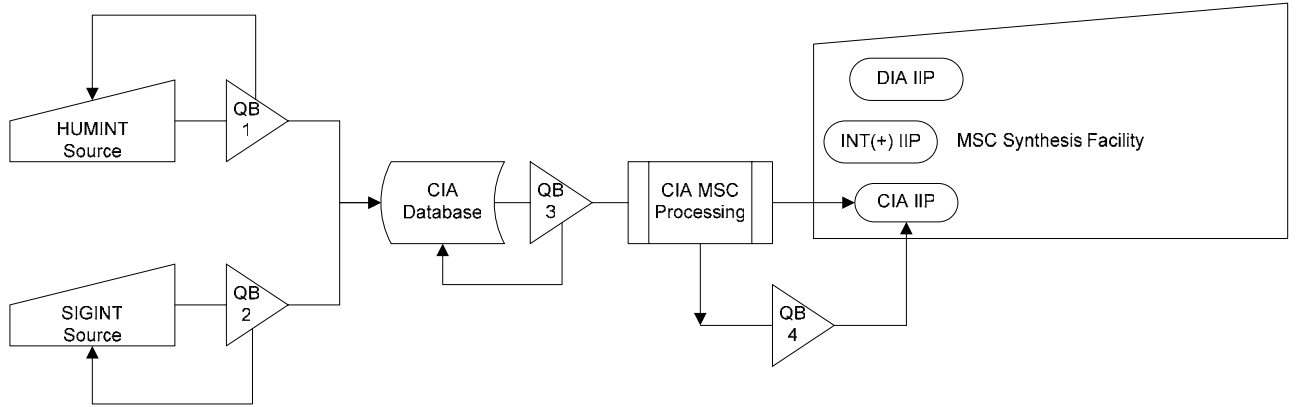 QB
1
HUMINT
Source
DIA IIP
INT(+) IIP
MSC Synthesis Facility
CIA IIP
CIA
Database
QB
3
CIA MSC
Processing
QB
2
SIGINT
Source
QB
4